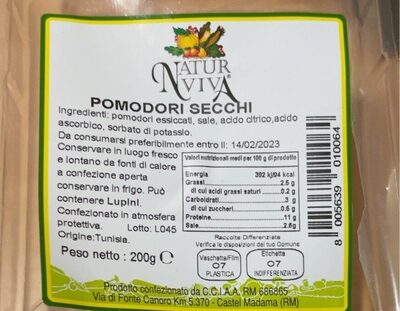 NATUR
VIVA®
POMODORI SECCHI
Ingredienti: pomodori essiccati, sale, acido citrico,acido
ascorbico, sorbato di potassio.
Da consumarsi preferibilmente entro il: 14/02/2023
Conservare in luogo fresco
e lontano da fonti di calore
a confezione aperta
conservare in frigo. Può
contenere Lupini.
Confezionato in atmosfera
protettiva. Lotto: L045
Origine:Tunisia.
Peso netto : 200g e
Valori nutrizionali medi per 100 g di prodotto
Energia 392 kj/94 kcal
Grassi 2.5 g
di cui acidi grassi saturi 0.2 g
Carboidrati 3 g
di cui zuccheri 0.5 g
Proteine 11 g
Sale 2.6g
Raccolta Differenziata
Verifica le disposizioni del tuo Comune
Vaschetta/Film
07
PLASTICA
Etichetta
07
INDIFFERENZIATA
Prodotto confezionato da C.C.I.A.A. RM 686865
Via di Fonte Canoro Km 5.370 - Castel Madama (RM)
8 005639 010064